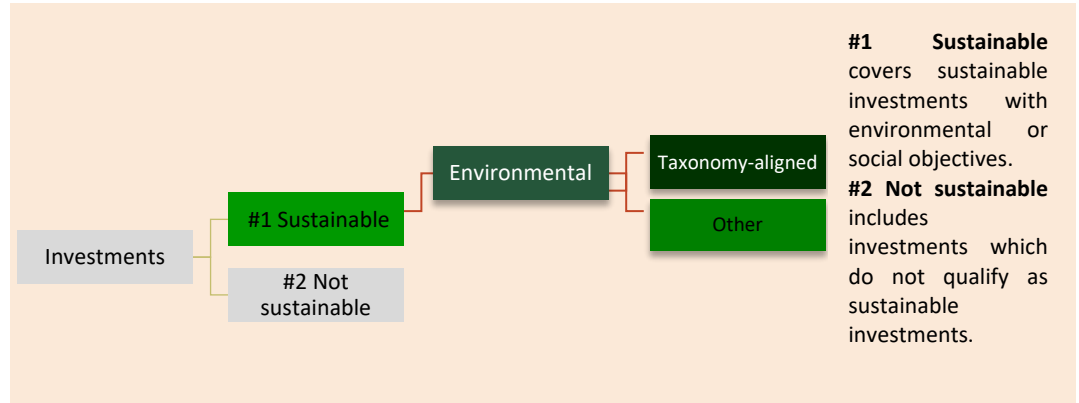 Investments
#1 Sustainable
#2 Not
sustainable
Environmental
Taxonomy-aligned
Other
#1 Sustainable
covers sustainable
investments with
environmental or
social objectives.
#2 Not sustainable
includes
investments which
do not qualify as
sustainable
investments.